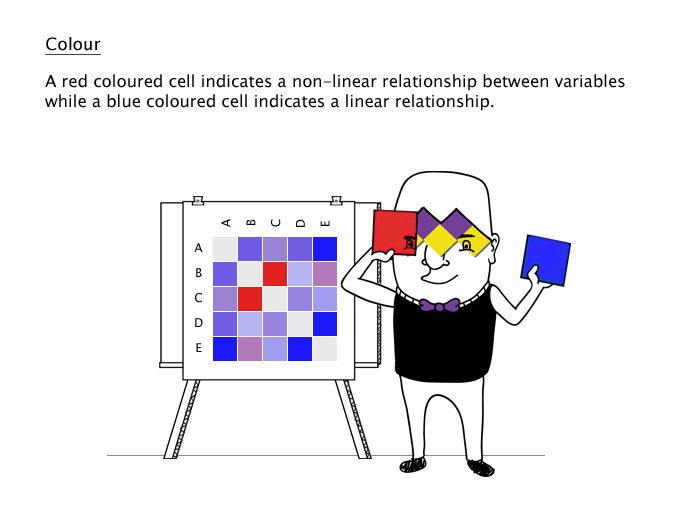 Colour
A red coloured cell indicates a non-linear relationship between variables
while a blue coloured cell indicates a linear relationship.
A B C D E
A
B
C
D
E